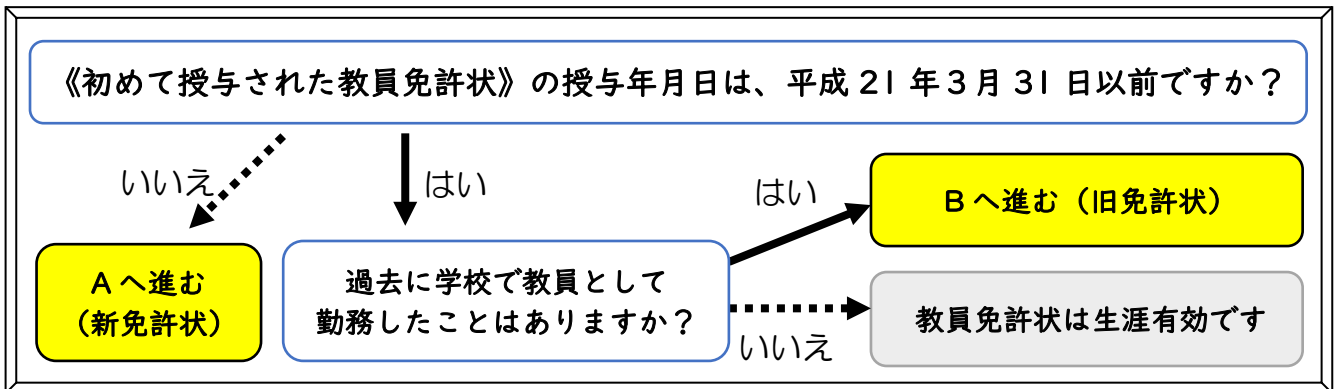 《初めて授与された教員免許状》の授与年月日は、平成 21 年3月 31 日以前ですか？
いいえ
はい
はい
Bへ進む（旧免許状）
Aへ進む
（新免許状）
過去に学校で教員として
勤務したことはありますか？
教員免許状は生涯有効です
いいえ